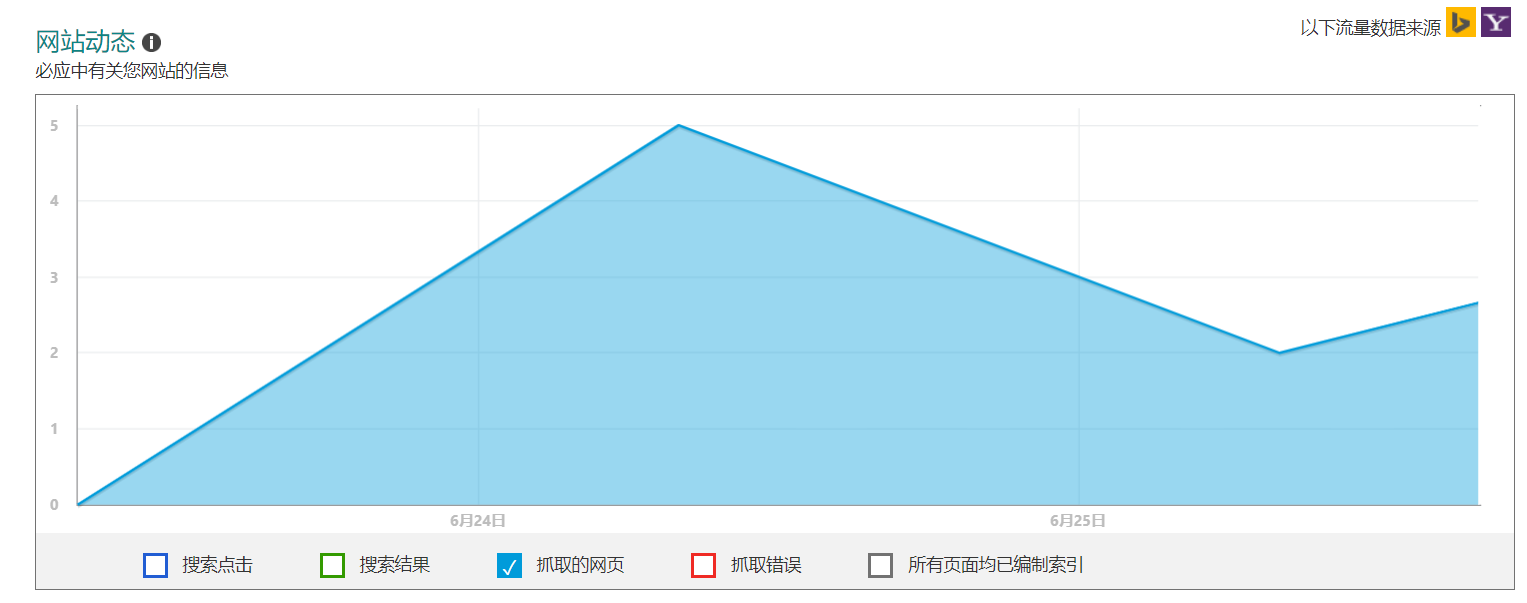 以下流量数据来源
网站动态
必应中有关您网站的信息
5
4
3
2
1
0
6月24日 6月25日
搜索点击 搜索结果 抓取的网页 抓取错误 所有页面均已编制索引